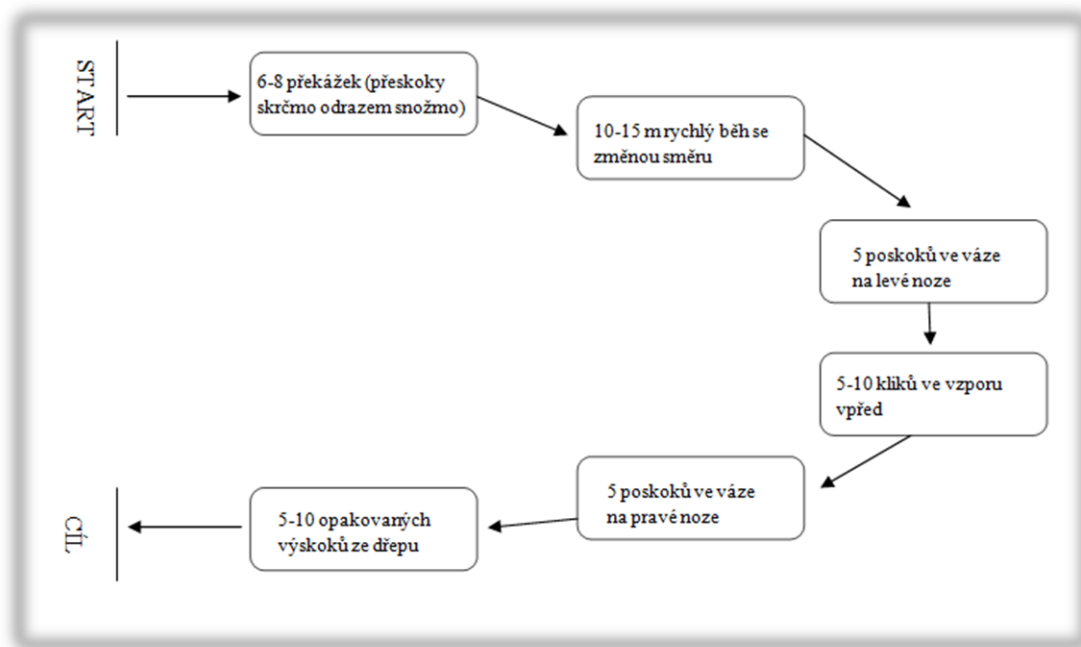 START
6-8 překážek (přeskoky
skrčmo odrazem snožmo)
10-15 m rychlý běh se
změnou směru
5 poskoků ve váze
na levé noze
5-10 kliků ve vzporu
vpřed
5 poskoků ve váze
na pravé noze
5-10 opakovaných
výskoků ze dřepu
CÍL